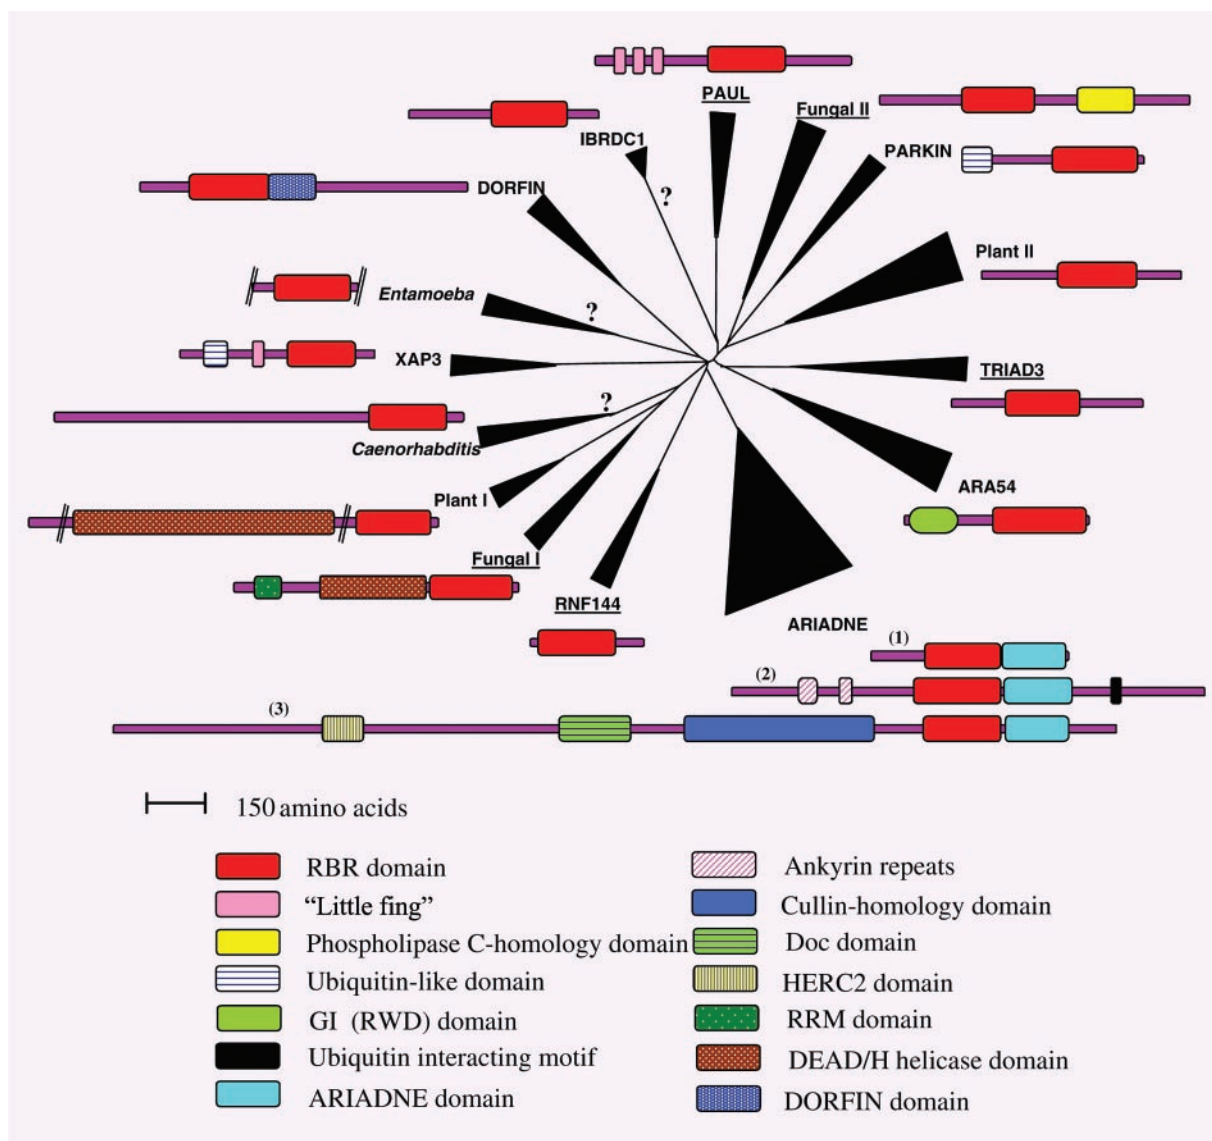 PAUL
Fungal II
IBRDC1
PARKIN
?
DORFIN
Plant II
Entamoeba
?
XAP3
TRIAD3
?
Caenorhabditis
ARA54
Plant I
Fungal I
RNF144
ARIADNE
(1)
(2)
(3)
150 amino acids
RBR domain
“Little fing”
Phospholipase C-homology domain
Ubiquitin-like domain
GI (RWD) domain
Ubiquitin interacting motif
ARIADNE domain
Ankyrin repeats
Cullin-homology domain
Doc domain
HERC2 domain
RRM domain
DEAD/H helicase domain
DORFIN domain